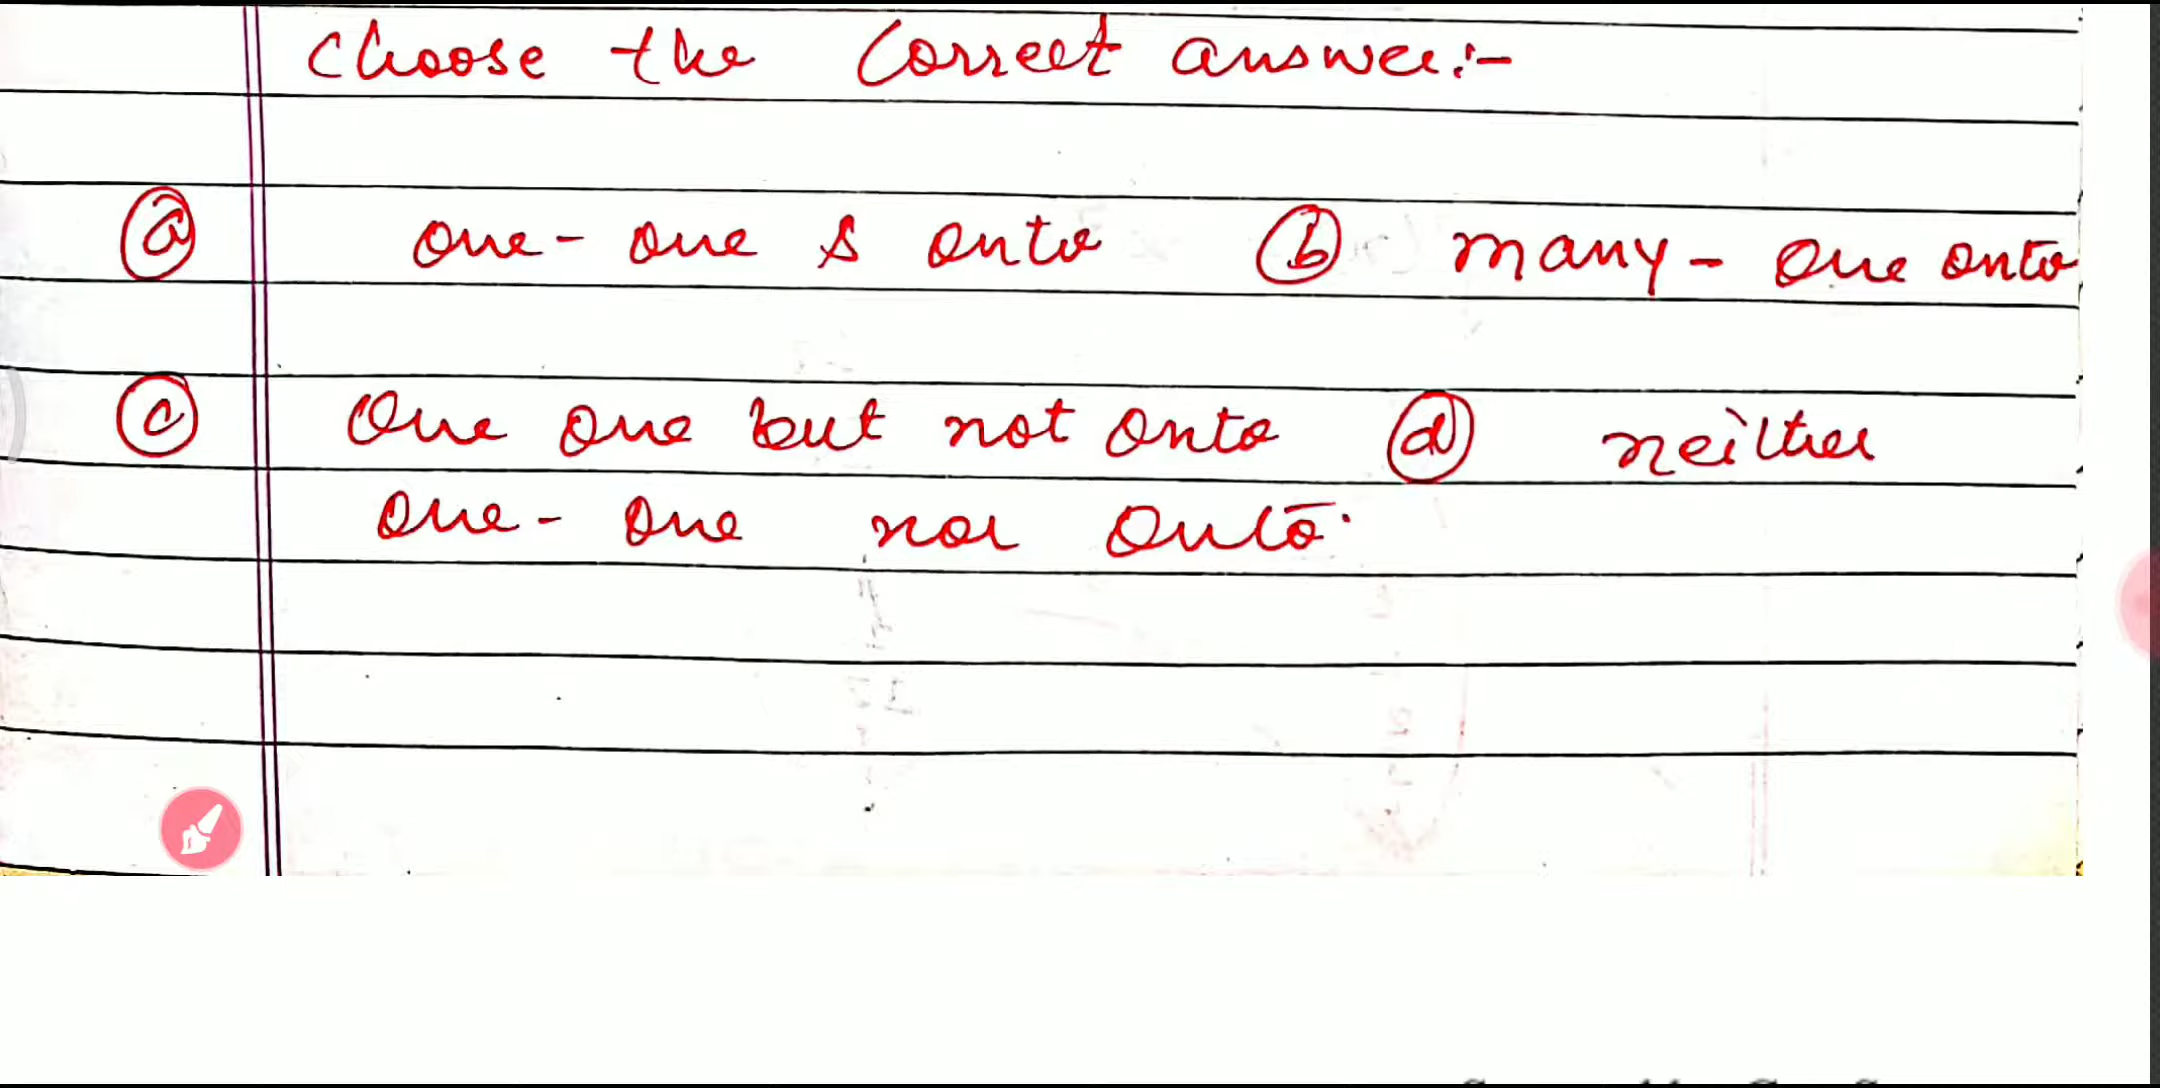 Choose the Correct answer:-
(a) one-one & onto (b) many-one onto
(c) One one but not onto (d) neither
one-one nor onto.